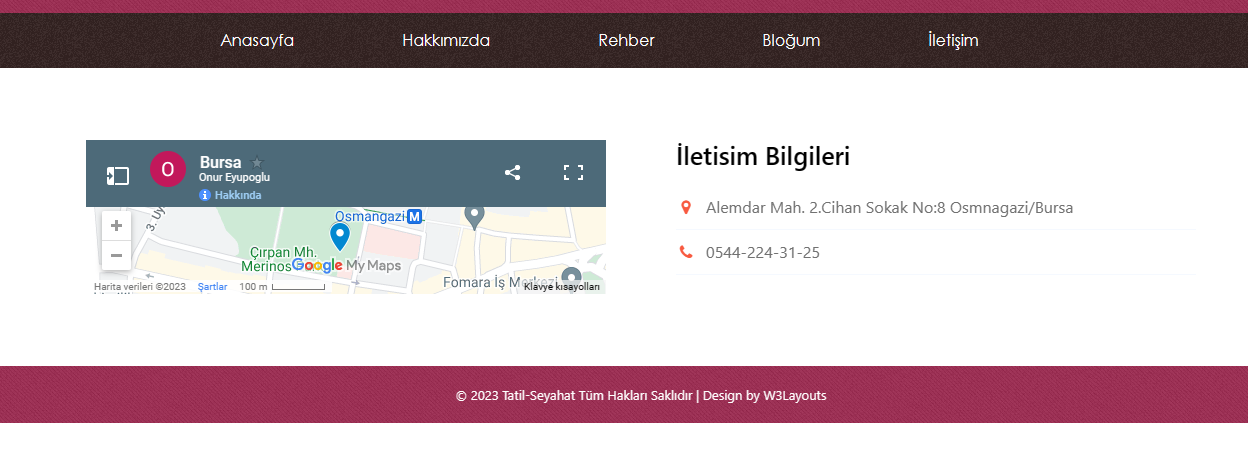 Anasayfa Hakkımızda Rehber Bloğum İletişim
O Bursa
Onur Eyupoglu
Hakkında
3. Uy
Osmangazi M
Çırpan Mh.
Merinos
Google My Maps
Fomara İş Merkezi
Harita verileri ©2023 Şartlar 100 m Klavye kısayolları
İletisim Bilgileri
Alemdar Mah. 2.Cihan Sokak No:8 Osmnagazi/Bursa
0544-224-31-25
© 2023 Tatil-Seyahat Tüm Hakları Saklıdır | Design by W3Layouts